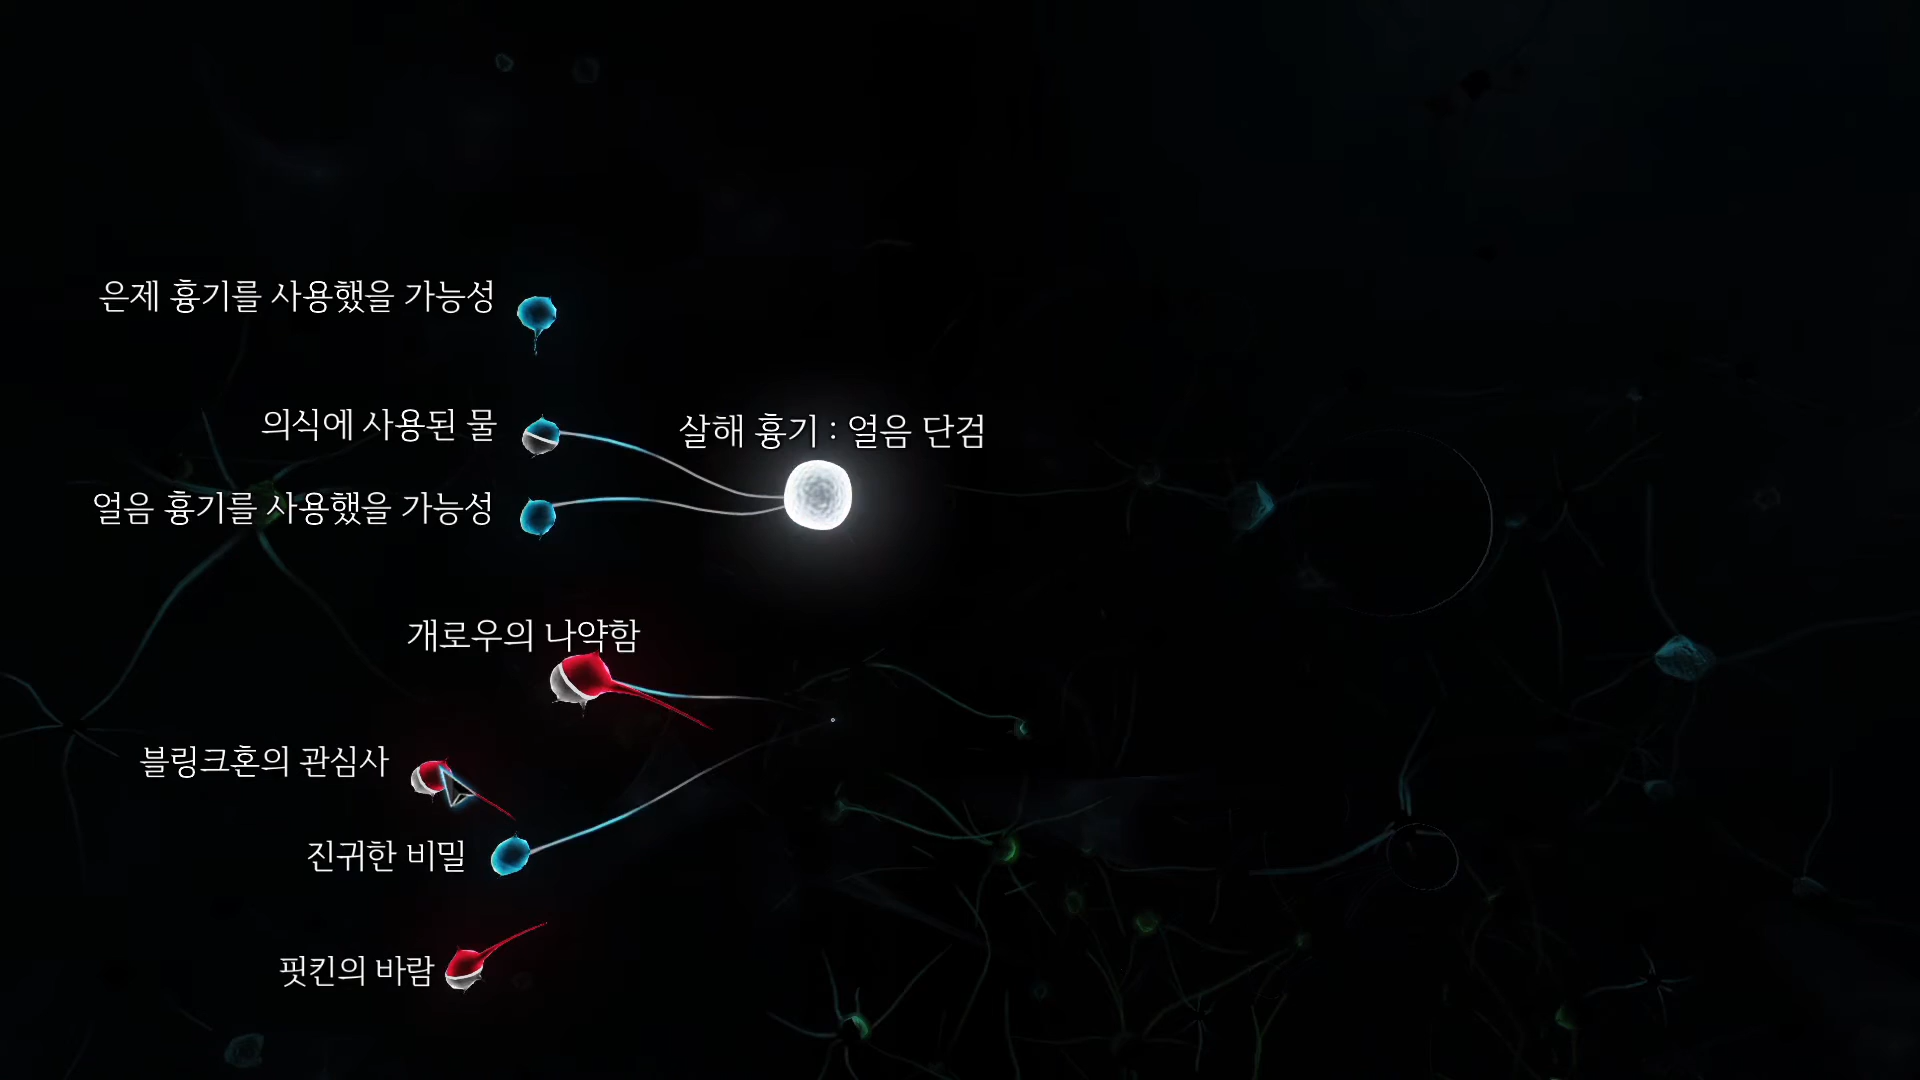 은제 흉기를 사용했을 가능성
의식에 사용된 물
살해 흉기 : 얼음 단검
얼음 흉기를 사용했을 가능성
개로우의 나약함
블링크혼의 관심사
진귀한 비밀
핏킨의 바람